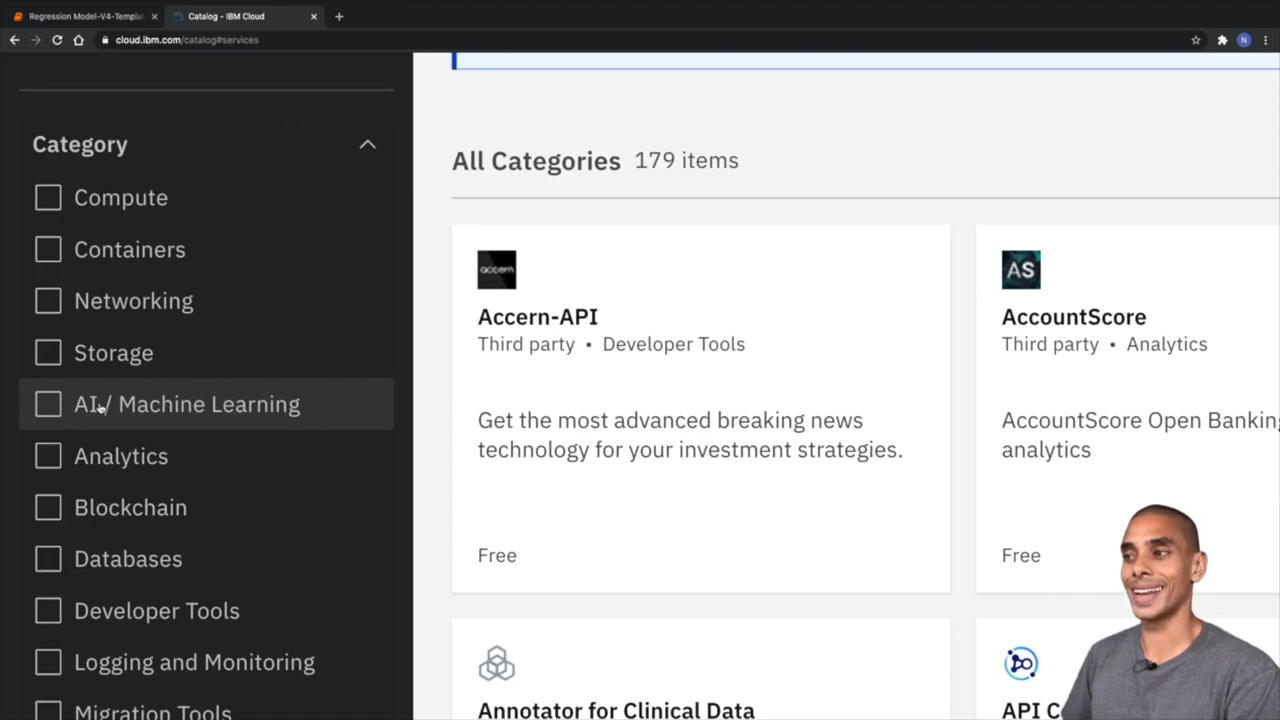 Regression Model-V4-Templat
Catalog - IBM Cloud
cloud.ibm.com/catalog#services
N
Category
Compute
Containers
Networking
Storage
AI / Machine Learning
Analytics
Blockchain
Databases
Developer Tools
Logging and Monitoring
Migration Tools
All Categories 179 items
accern
Accern-API
Third party • Developer Tools
Get the most advanced breaking news
technology for your investment strategies.
Free
AS
AccountScore
Third party • Analytics
AccountScore Open Banking
analytics
Free
Annotator for Clinical Data
API C